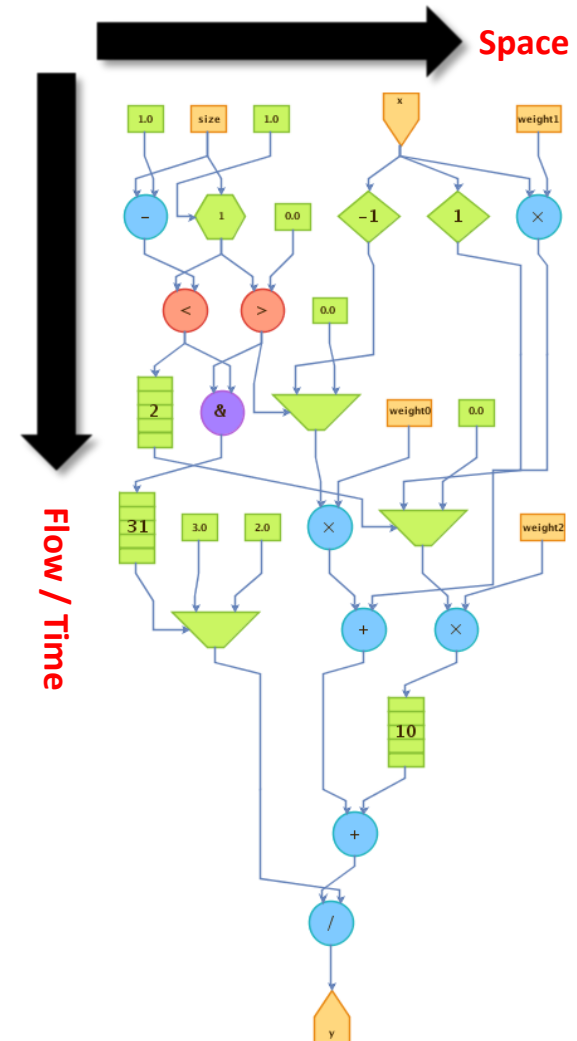 Space
1.0
size
1.0
x
weight1
-
1
0.0
-1
1
×
<
>
0.0
2
&
weight0
0.0
31
3.0
2.0
×
weight2
+
×
10
+
/
y
Flow / Time